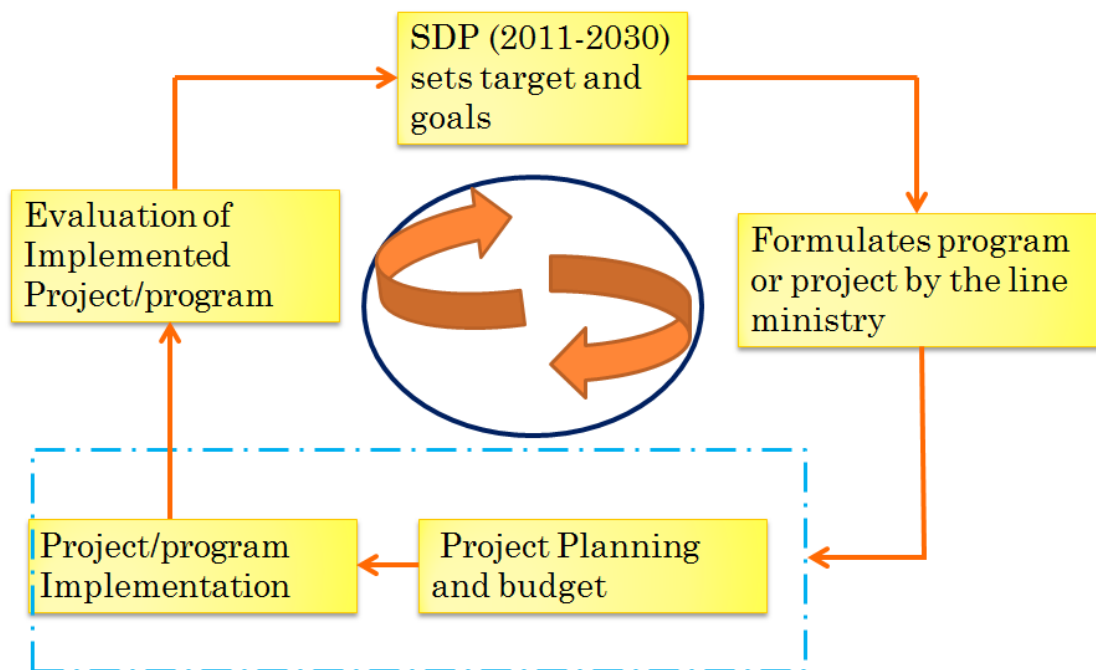 SDP (2011-2030)
sets target and
goals
Formulates program
or project by the line
ministry
Project Planning
and budget
Project/program
Implementation
Evaluation of
Implemented
Project/program